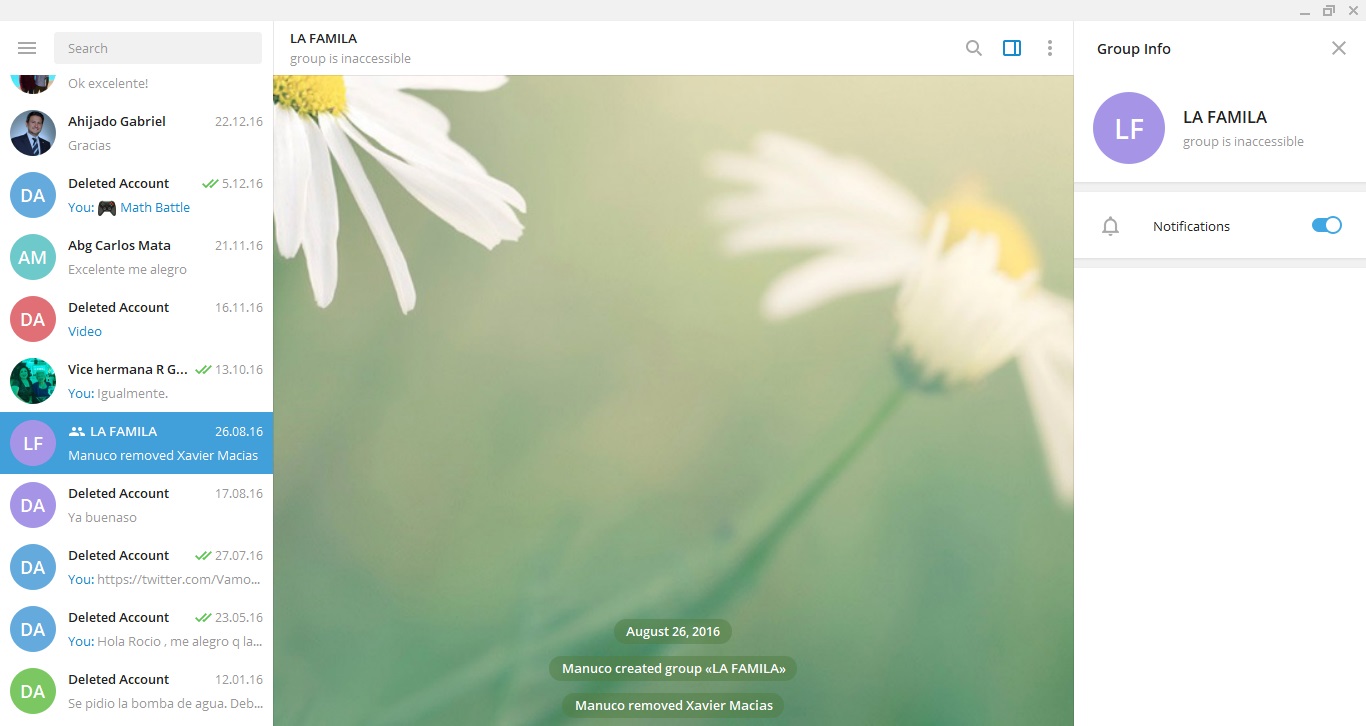 Search
Ok excelente!
Ahijado Gabriel 22.12.16
Gracias
DA
Deleted Account 5.12.16
You: 🎮 Math Battle
AM
Abg Carlos Mata 21.11.16
Excelente me alegro
DA
Deleted Account 16.11.16
Video
Vice hermana R G... 13.10.16
You: Igualmente.
LF
LA FAMILA 26.08.16
Manuco removed Xavier Macias
DA
Deleted Account 17.08.16
Ya buenaso
DA
Deleted Account 27.07.16
You: https://twitter.com/Vamo...
DA
Deleted Account 23.05.16
You: Hola Rocio , me alegro q la...
DA
Deleted Account 12.01.16
Se pidio la bomba de agua. Deb...
LA FAMILA
group is inaccessible
August 26, 2016
Manuco created group «LA FAMILA»
Manuco removed Xavier Macias
Group Info
LF
LA FAMILA
group is inaccessible
Notifications